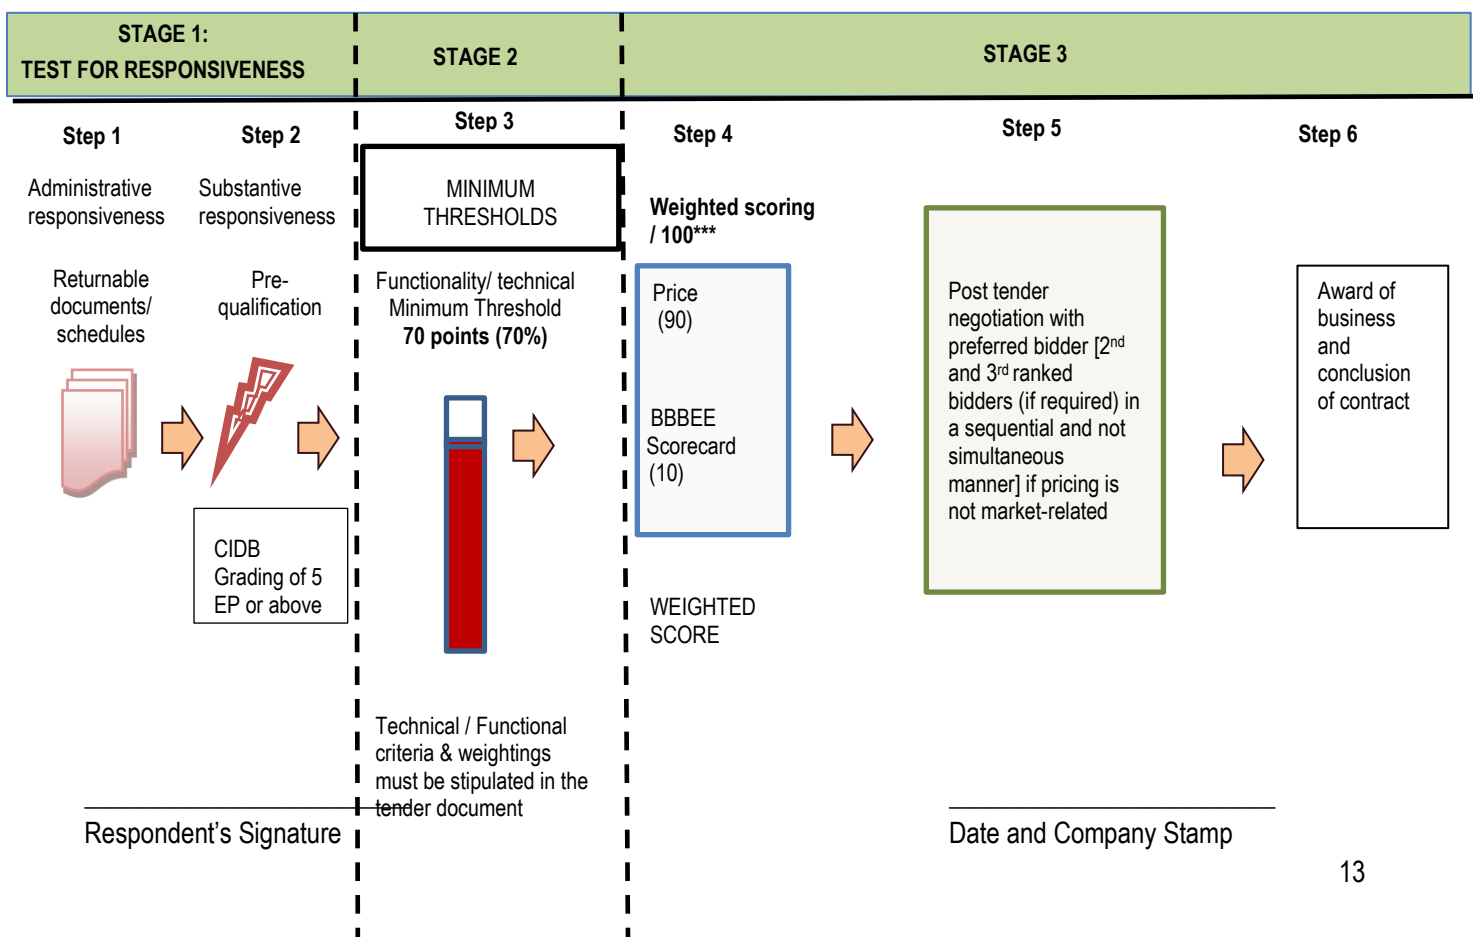 STAGE 1:
TEST FOR RESPONSIVENESS
STAGE 2
STAGE 3
Step 1
Step 2
Step 3
Step 4
Step 5
Step 6
Administrative
responsiveness
Substantive
responsiveness
MINIMUM
THRESHOLDS
Weighted scoring
/ 100***
Returnable
documents/
schedules
Pre-
qualification
Functionality/ technical
Minimum Threshold
70 points (70%)
Price
(90)
BBBEE
Scorecard
(10)
Post tender
negotiation with
preferred bidder [2nd
and 3rd ranked
bidders (if required) in
a sequential and not
simultaneous
manner] if pricing is
not market-related
Award of
business
and
conclusion
of contract
CIDB
Grading of 5
EP or above
WEIGHTED
SCORE
Technical / Functional
criteria & weightings
must be stipulated in the
tender document
Respondent's Signature
Date and Company Stamp
13